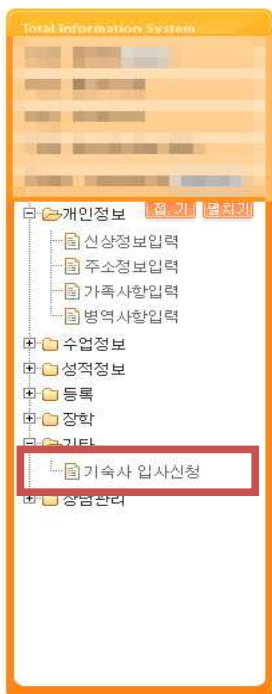 Total Information System
개인정보 접 기 펼치기
신상정보입력
주소정보입력
가족사항입력
병역사항입력
수업정보
성적정보
등록
장학
기타
기숙사 입사신청
상담관리